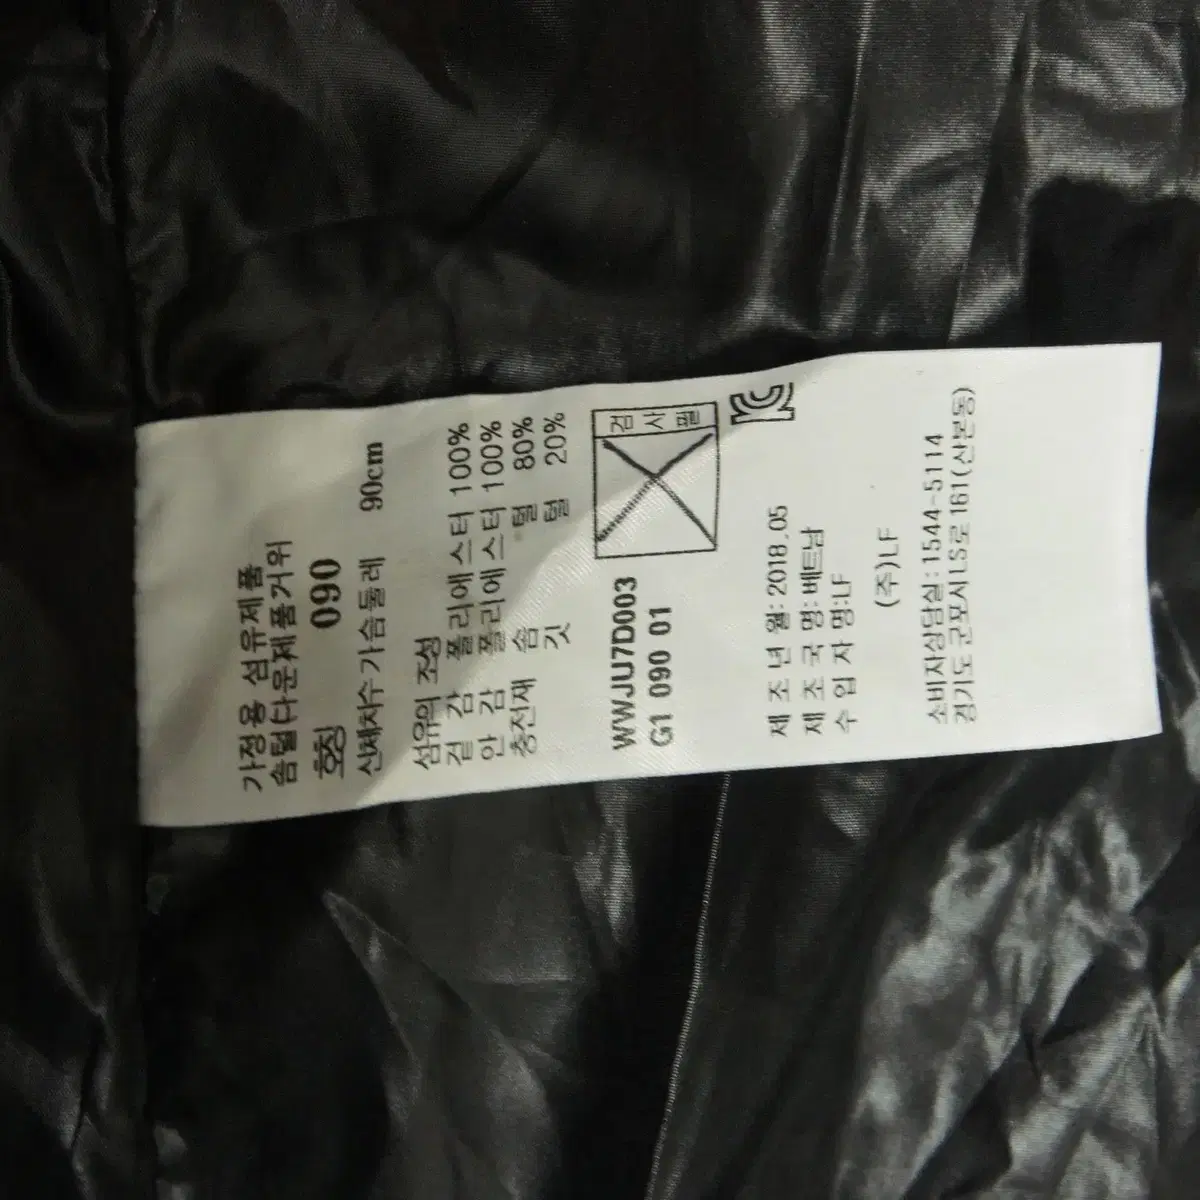 가정용 섬유제품
솜털(다운)제품거위
호칭 090
신체치수 가슴둘레 90cm
섬유의 조성
겉 감 폴리에스터 100%
안 감 폴리에스터 100%
충전재 솜 털 80%
깃 털 20%
WWJU7D003
G1 090 01
검사필
제 조 년 월: 2018.05
제 조 국 명: 베트남
수 입 자 명:LF
(주)LF
소비자상담실: 1544-5114
경기도 군포시LS로 161(산본동)